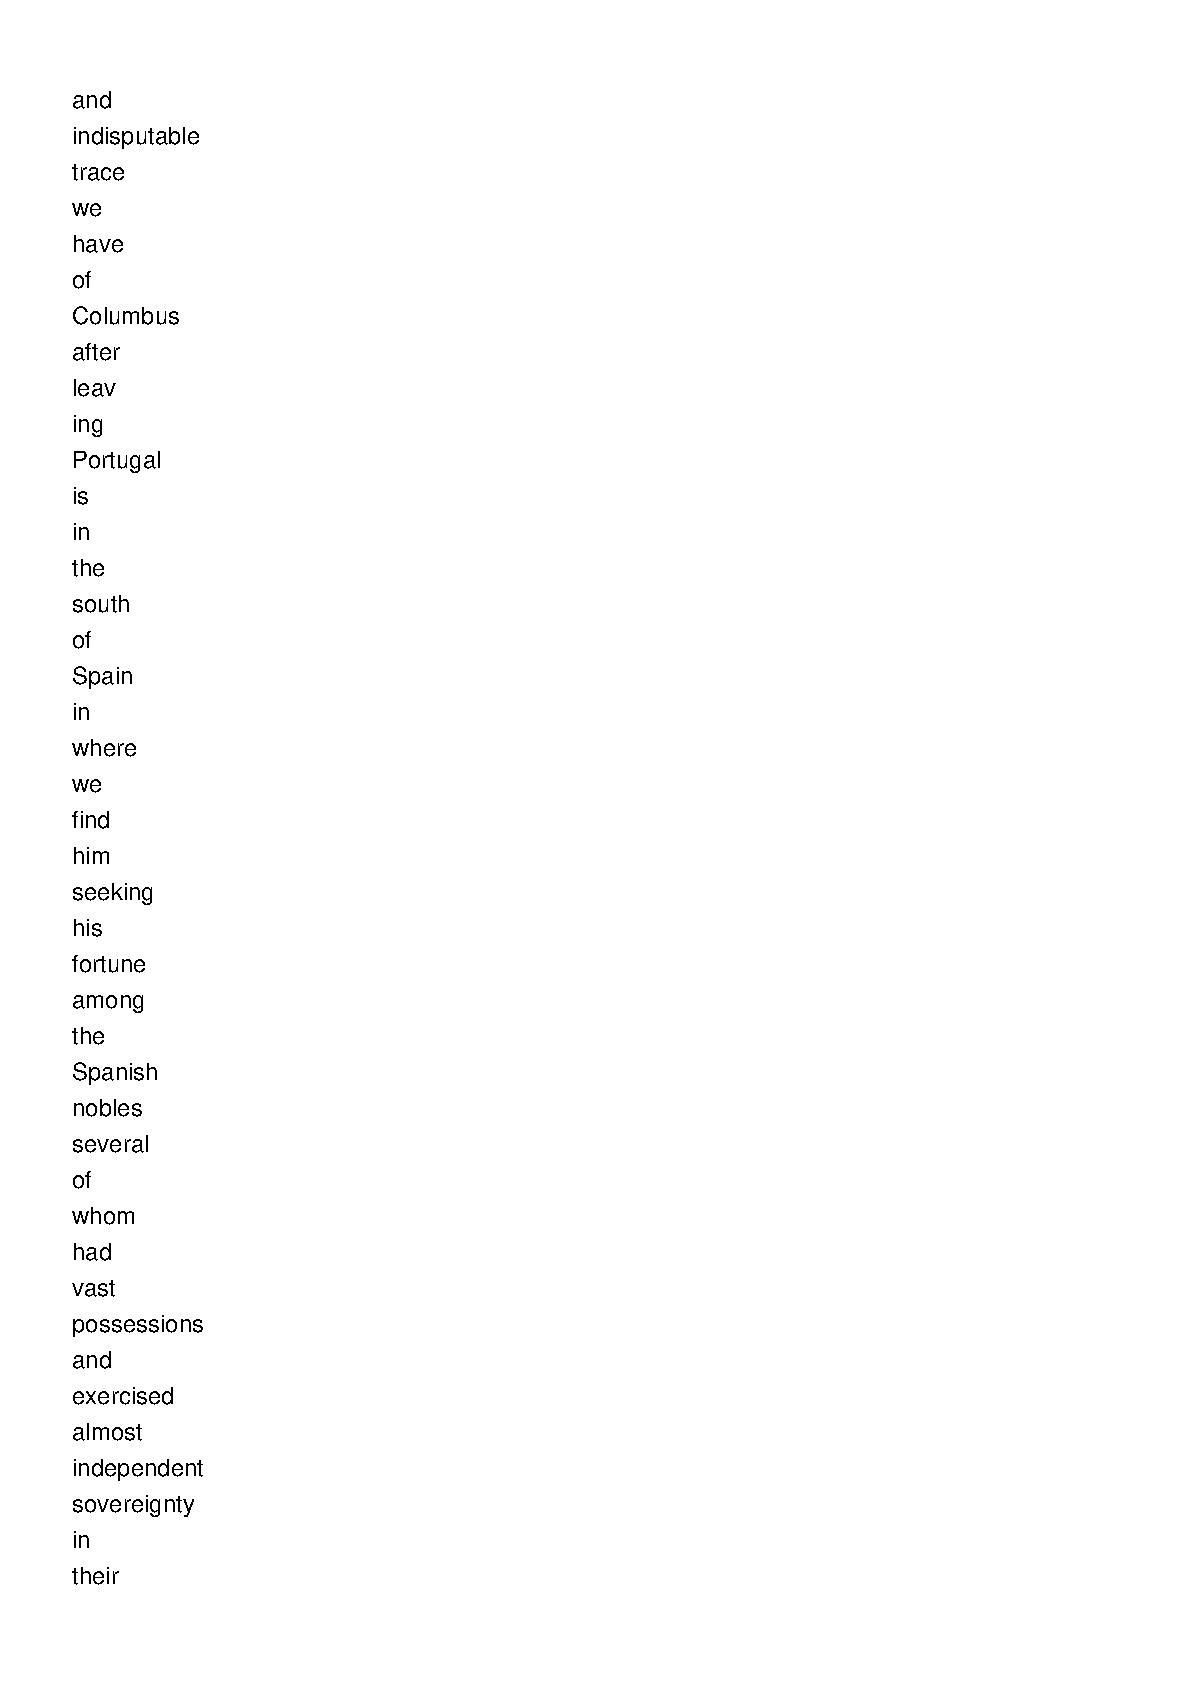 and
indisputable
trace
we
have
of
Columbus
after
leav
ing
Portugal
is
in
the
south
of
Spain
in
where
we
find
him
seeking
his
fortune
among
the
Spanish
nobles
several
of
whom
had
vast
possessions
and
exercised
almost
independent
sovereignty
in
their